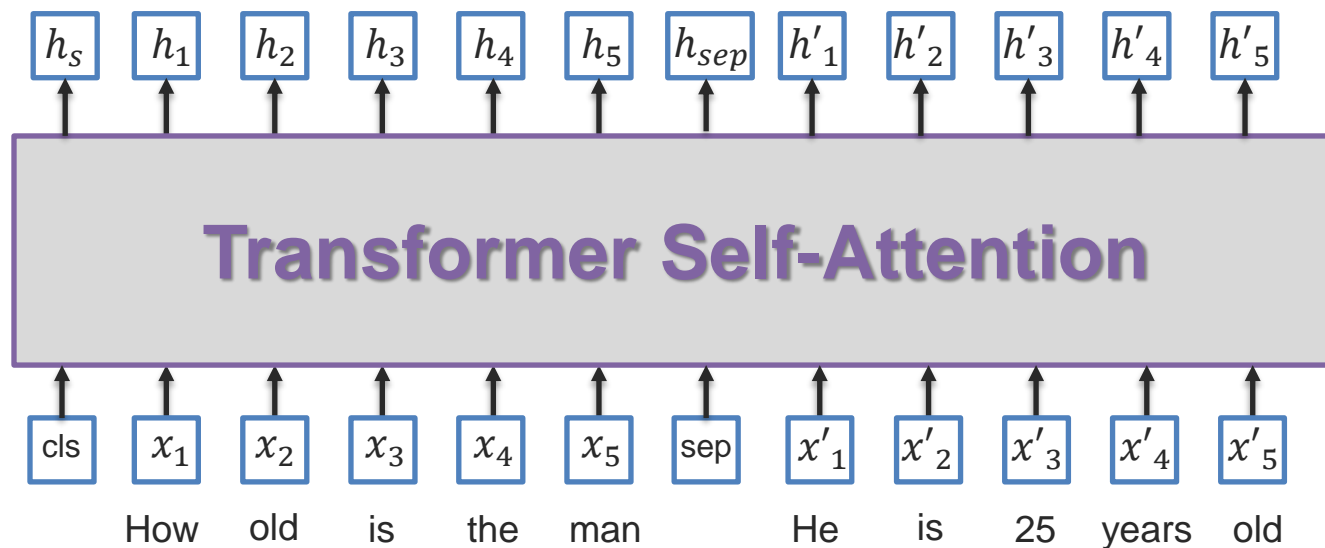 hₛ h₁ h₂ h₃ h₄ h₅ hₛₑₚ h′₁ h′₂ h′₃ h′₄ h′₅
Transformer Self-Attention
cls x₁ x₂ x₃ x₄ x₅ sep x′₁ x′₂ x′₃ x′₄ x′₅
How old is the man He is 25 years old